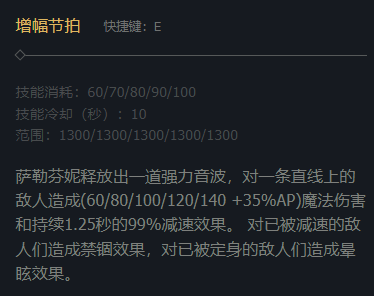 增幅节拍 快捷键：E
技能消耗：60/70/80/90/100
技能冷却（秒）：10
范围：1300/1300/1300/1300/1300
萨勒芬妮释放出一道强力音波，对一条直线上的
敌人造成(60/80/100/120/140 +35%AP)魔法伤害
和持续1.25秒的99%减速效果。 对已被减速的敌
人们造成禁锢效果，对已被定身的敌人们造成晕
眩效果。